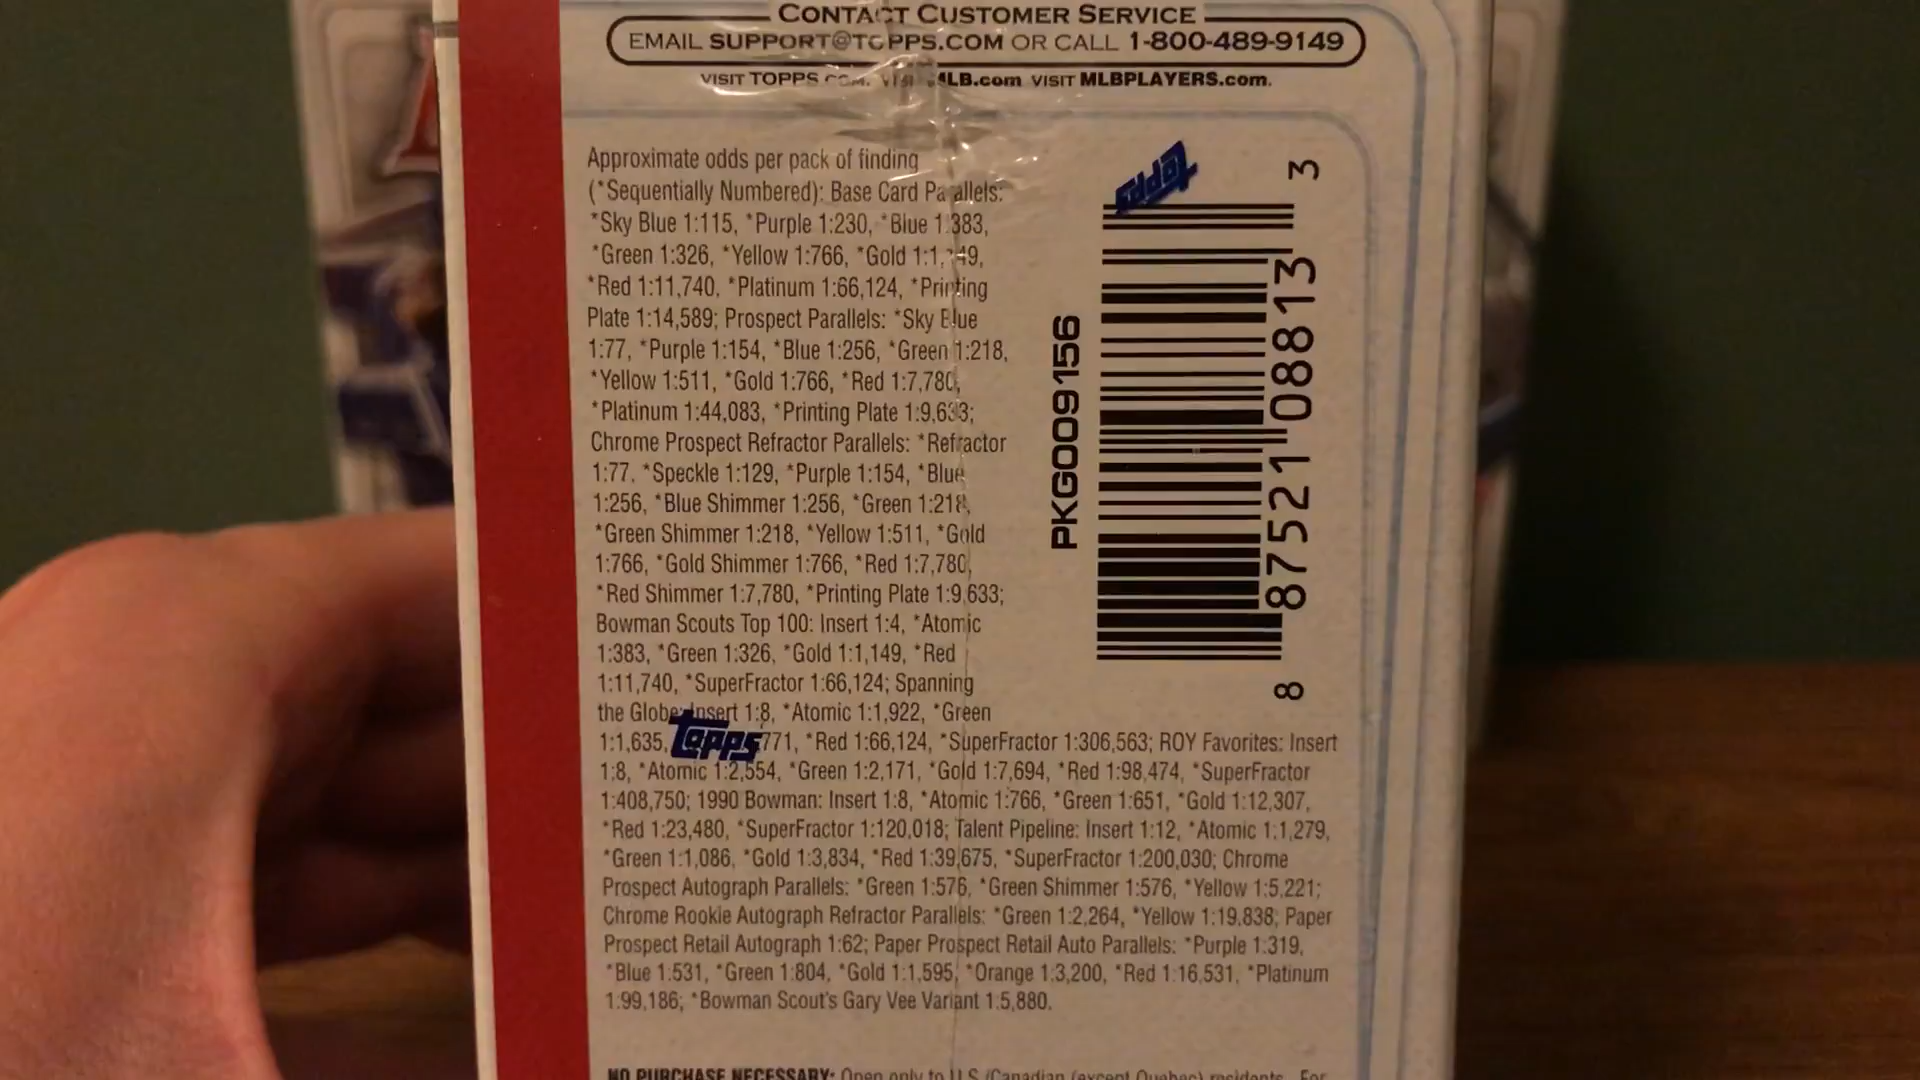 CONTACT CUSTOMER SERVICE
EMAIL SUPPORT@TOPPS.COM OR CALL 1-800-489-9149
VISIT TOPPS.COM. VISIT MLB.com VISIT MLBPLAYERS.com.
Approximate odds per pack of finding
(*Sequentially Numbered): Base Card Parallels:
*Sky Blue 1:115, *Purple 1:230, *Blue 1:383,
*Green 1:326, *Yellow 1:766, *Gold 1:1,149,
*Red 1:11,740, *Platinum 1:66,124, *Printing
Plate 1:14,589; Prospect Parallels: *Sky Blue
1:77, *Purple 1:154, *Blue 1:256, *Green 1:218,
*Yellow 1:511, *Gold 1:766, *Red 1:7,780,
*Platinum 1:44,083, *Printing Plate 1:9,633;
Chrome Prospect Refractor Parallels: *Refractor
1:77, *Speckle 1:129, *Purple 1:154, *Blue
1:256, *Blue Shimmer 1:256, *Green 1:218,
*Green Shimmer 1:218, *Yellow 1:511, *Gold
1:766, *Gold Shimmer 1:766, *Red 1:7,780,
*Red Shimmer 1:7,780, *Printing Plate 1:9,633;
Bowman Scouts Top 100: Insert 1:4, *Atomic
1:383, *Green 1:326, *Gold 1:1,149, *Red
1:11,740, *SuperFractor 1:66,124; Spanning
the Globe: Insert 1:8, *Atomic 1:1,922, *Green
1:1,635, 771, *Red 1:66,124, *SuperFractor 1:306,563; ROY Favorites: Insert
1:8, *Atomic 1:2,554, *Green 1:2,171, *Gold 1:7,694, *Red 1:98,474, *SuperFractor
1:408,750; 1990 Bowman: Insert 1:8, *Atomic 1:766, *Green 1:651, *Gold 1:12,307,
*Red 1:23,480, *SuperFractor 1:120,018; Talent Pipeline: Insert 1:12, *Atomic 1:1,279,
*Green 1:1,086, *Gold 1:3,834, *Red 1:39,675, *SuperFractor 1:200,030; Chrome
Prospect Autograph Parallels: *Green 1:576, *Green Shimmer 1:576, *Yellow 1:5,221;
Chrome Rookie Autograph Refractor Parallels: *Green 1:2,264, *Yellow 1:19,838; Paper
Prospect Retail Autograph 1:62; Paper Prospect Retail Auto Parallels: *Purple 1:319,
*Blue 1:531, *Green 1:804, *Gold 1:1,595, *Orange 1:3,200, *Red 1:16,531, *Platinum
1:99,186; *Bowman Scout's Gary Vee Variant 1:5,880.
NO PURCHASE NECESSARY: Open only to U.S./Canadian (except Quebec) residents. For
topps
topps
PKG009156
8 87521 08813 3